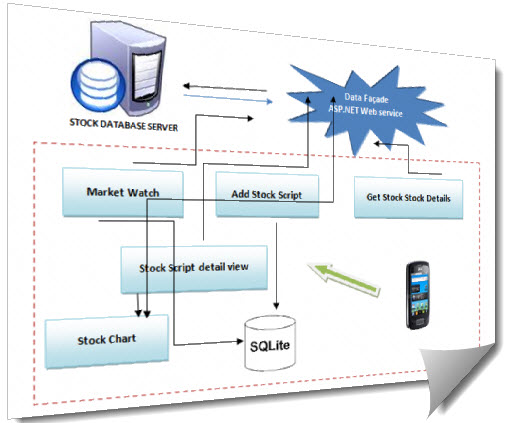 STOCK DATABASE SERVER
Data Façade
ASP.NET Web service
Market Watch
Add Stock Script
Get Stock Stock Details
Stock Script detail view
Stock Chart
SQLite